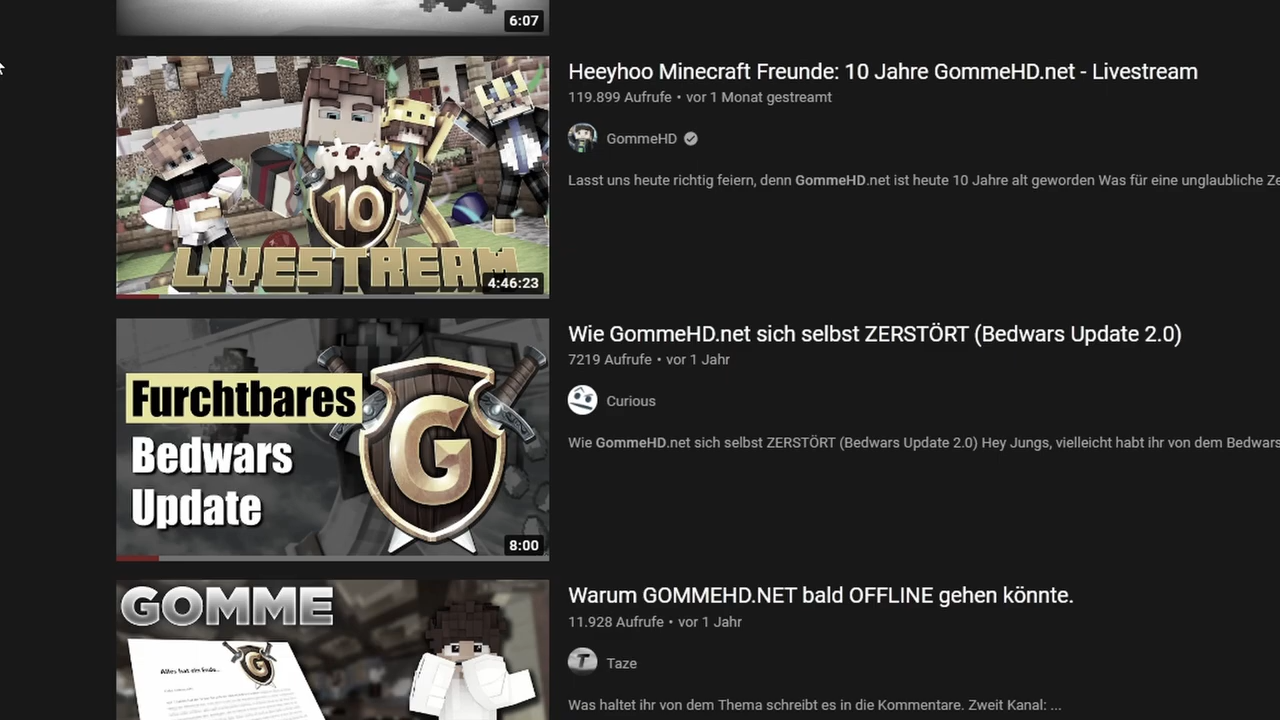 6:07
Heeyhoo Minecraft Freunde: 10 Jahre GommeHD.net - Livestream
119.899 Aufrufe • vor 1 Monat gestreamt
GommeHD
Lasst uns heute richtig feiern, denn GommeHD.net ist heute 10 Jahre alt geworden Was für eine unglaubliche Ze
10
LIVESTREAM
4:46:23
Wie GommeHD.net sich selbst ZERSTÖRT (Bedwars Update 2.0)
7219 Aufrufe • vor 1 Jahr
Curious
Wie GommeHD.net sich selbst ZERSTÖRT (Bedwars Update 2.0) Hey Jungs, vielleicht habt ihr von dem Bedwars
Furchtbares
Bedwars
Update
G
8:00
Warum GOMMEHD.NET bald OFFLINE gehen könnte.
11.928 Aufrufe • vor 1 Jahr
T
Taze
Was haltet ihr von dem Thema schreibt es in die Kommentare. Zweit Kanal: ...
GOMME
G